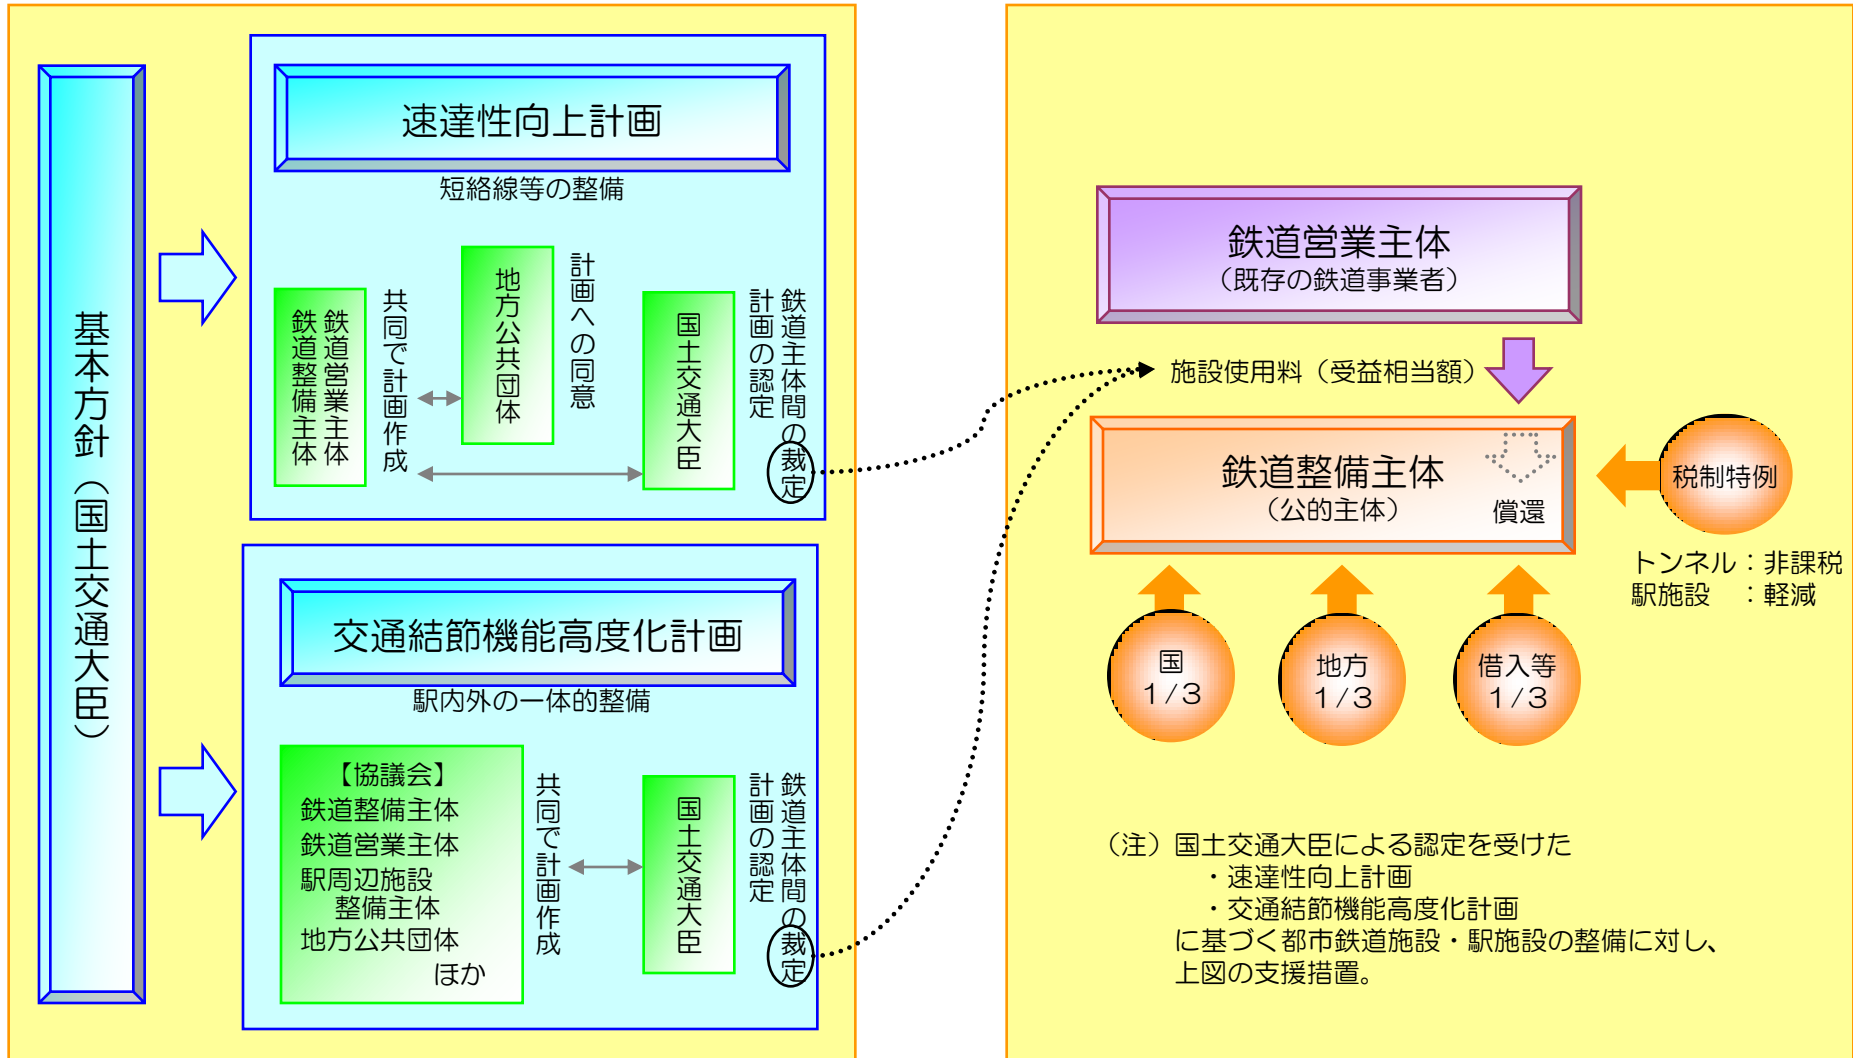 基本方針（国土交通大臣）
速達性向上計画
短絡線等の整備
鉄道営業主体
鉄道整備主体
共同で計画作成
地方公共団体
計画への同意
国土交通大臣
鉄道主体間の裁定
計画の認定
交通結節機能高度化計画
駅内外の一体的整備
【協議会】
鉄道整備主体
鉄道営業主体
駅周辺施設
整備主体
地方公共団体
ほか
共同で計画作成
国土交通大臣
鉄道主体間の裁定
計画の認定
鉄道営業主体
（既存の鉄道事業者）
施設使用料（受益相当額）
鉄道整備主体
（公的主体）
償還
税制特例
トンネル：非課税
駅施設　：軽減
国
１/３
地方
１/３
借入等
１/３
（注）国土交通大臣による認定を受けた
・速達性向上計画
・交通結節機能高度化計画
に基づく都市鉄道施設・駅施設の整備に対し、
上図の支援措置。